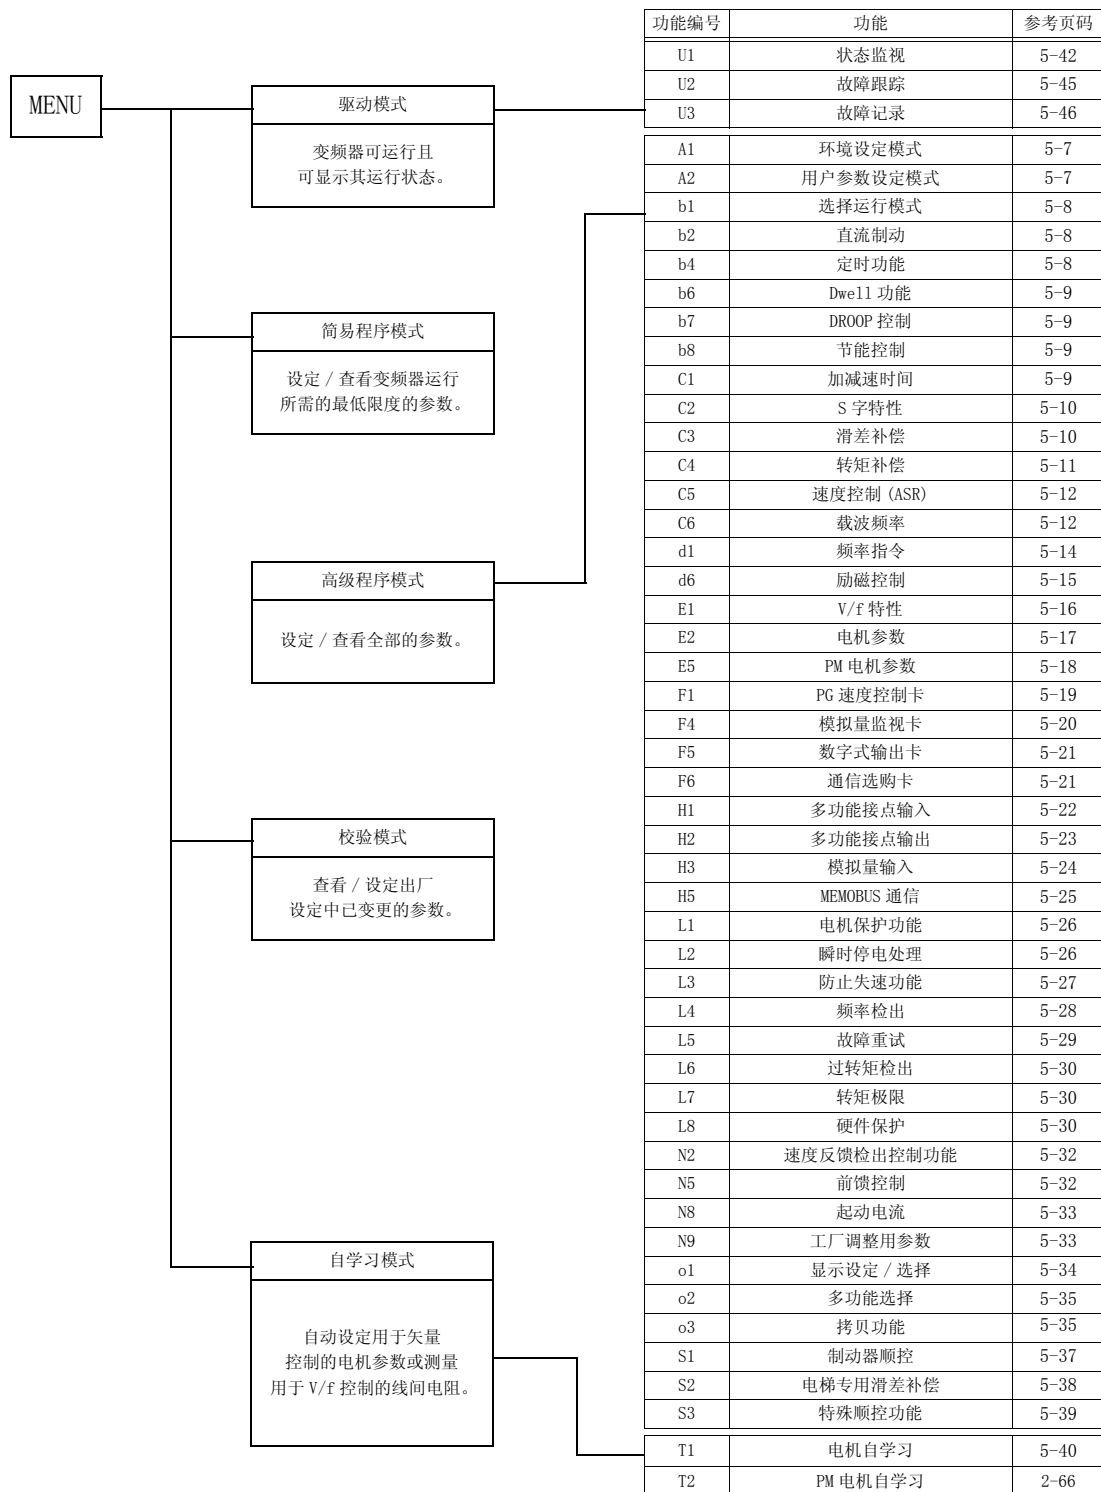 MENU
驱动模式
变频器可运行且
可显示其运行状态。
简易程序模式
设定 / 查看变频器运行
所需的最低限度的参数。
高级程序模式
设定 / 查看全部的参数。
校验模式
查看 / 设定出厂
设定中已变更的参数。
自学习模式
自动设定用于矢量
控制的电机参数或测量
用于 V/f 控制的线间电阻。
功能编号 功能 参考页码
U1 状态监视 5-42
U2 故障跟踪 5-45
U3 故障记录 5-46
A1 环境设定模式 5-7
A2 用户参数设定模式 5-7
b1 选择运行模式 5-8
b2 直流制动 5-8
b4 定时功能 5-8
b6 Dwell 功能 5-9
b7 DROOP 控制 5-9
b8 节能控制 5-9
C1 加减速时间 5-9
C2 S 字特性 5-10
C3 滑差补偿 5-10
C4 转矩补偿 5-11
C5 速度控制 (ASR) 5-12
C6 载波频率 5-12
d1 频率指令 5-14
d6 励磁控制 5-15
E1 V/f 特性 5-16
E2 电机参数 5-17
E5 PM 电机参数 5-18
F1 PG 速度控制卡 5-19
F4 模拟量监视卡 5-20
F5 数字式输出卡 5-21
F6 通信选购卡 5-21
H1 多功能接点输入 5-22
H2 多功能接点输出 5-23
H3 模拟量输入 5-24
H5 MEMOBUS 通信 5-25
L1 电机保护功能 5-26
L2 瞬时停电处理 5-26
L3 防止失速功能 5-27
L4 频率检出 5-28
L5 故障重试 5-29
L6 过转矩检出 5-30
L7 转矩极限 5-30
L8 硬件保护 5-30
N2 速度反馈检出控制功能 5-32
N5 前馈控制 5-32
N8 起动电流 5-33
N9 工厂调整用参数 5-33
o1 显示设定 / 选择 5-34
o2 多功能选择 5-35
o3 拷贝功能 5-35
S1 制动器顺控 5-37
S2 电梯专用滑差补偿 5-38
S3 特殊顺控功能 5-39
T1 电机自学习 5-40
T2 PM 电机自学习 2-66